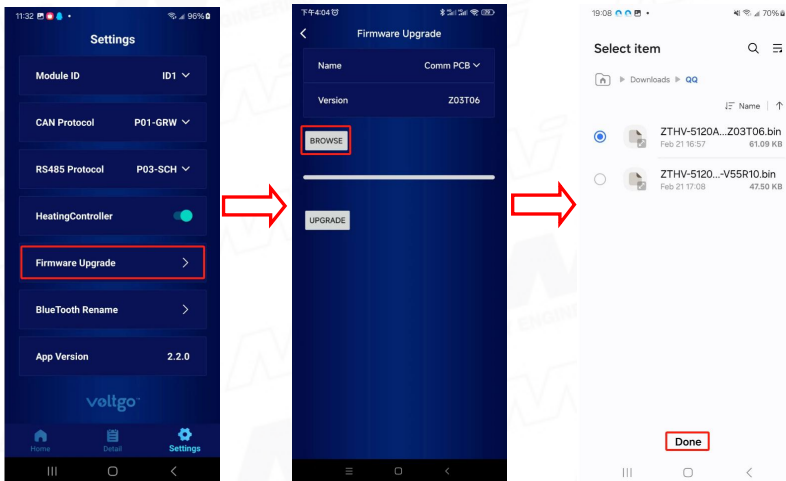 11:32
96%
Settings
Module ID ID1
CAN Protocol P01-GRW
RS485 Protocol P03-SCH
HeatingController
Firmware Upgrade
BlueTooth Rename
App Version 2.2.0
voltgo
Home Detail Settings
下午4:04
Firmware Upgrade
Name Comm PCB
Version Z03T06
BROWSE
UPGRADE
19:08
70%
Select item
Downloads QQ
Name
ZTHV-5120A...Z03T06.bin
Feb 21 16:57 61.09 KB
ZTHV-5120...-V55R10.bin
Feb 21 17:08 47.50 KB
Done